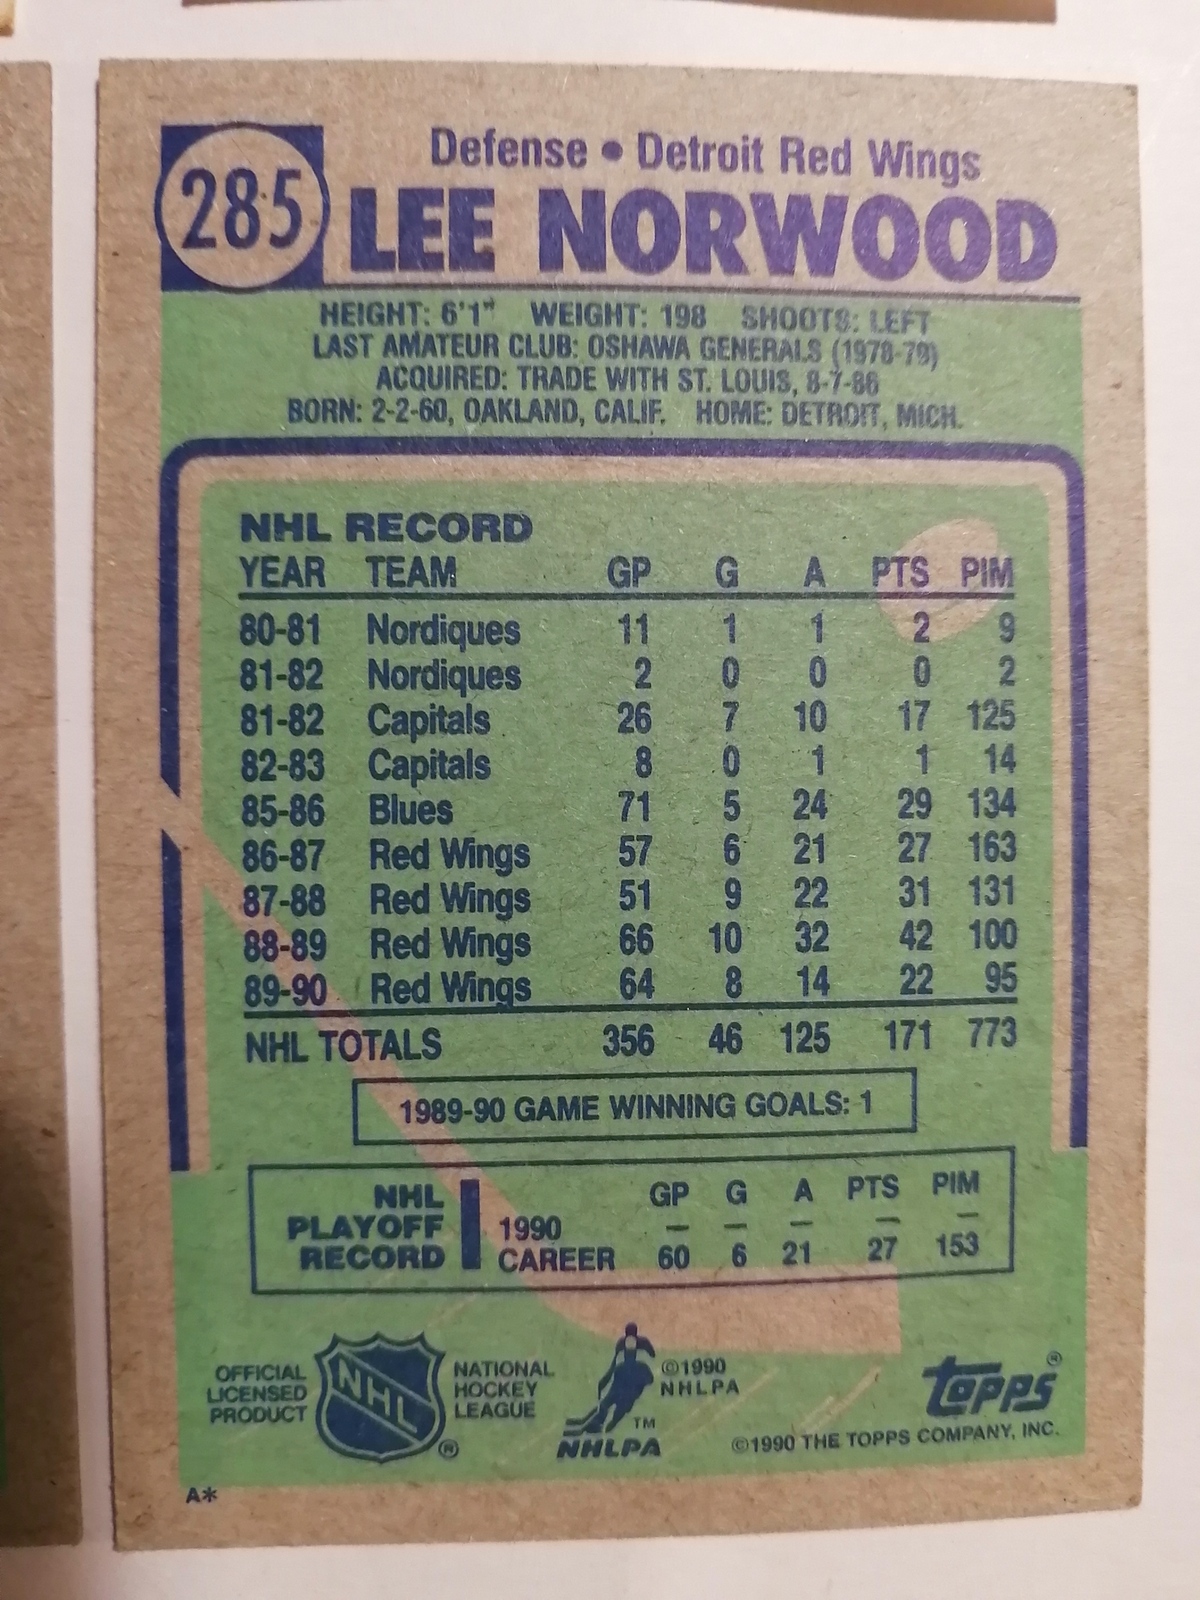 285
Defense • Detroit Red Wings
LEE NORWOOD
HEIGHT: 6'1" WEIGHT: 198 SHOOTS: LEFT
LAST AMATEUR CLUB: OSHAWA GENERALS (1978-79)
ACQUIRED: TRADE WITH ST. LOUIS, 8-7-86
BORN: 2-2-60, OAKLAND, CALIF. HOME: DETROIT, MICH.
NHL RECORD
YEAR TEAM GP G A PTS PIM
80-81 Nordiques 11 1 1 2 9
81-82 Nordiques 2 0 0 0 2
81-82 Capitals 26 7 10 17 125
82-83 Capitals 8 0 1 1 14
85-86 Blues 71 5 24 29 134
86-87 Red Wings 57 6 21 27 163
87-88 Red Wings 51 9 22 31 131
88-89 Red Wings 66 10 32 42 100
89-90 Red Wings 64 8 14 22 95
NHL TOTALS 356 46 125 171 773
1989-90 GAME WINNING GOALS: 1
NHL PLAYOFF RECORD
GP G A PTS PIM
1990 — — — — —
CAREER 60 6 21 27 153
OFFICIAL LICENSED PRODUCT
NHL ®
NATIONAL HOCKEY LEAGUE
©1990 NHLPA
TM
NHLPA
Topps ®
©1990 THE TOPPS COMPANY, INC.
A*